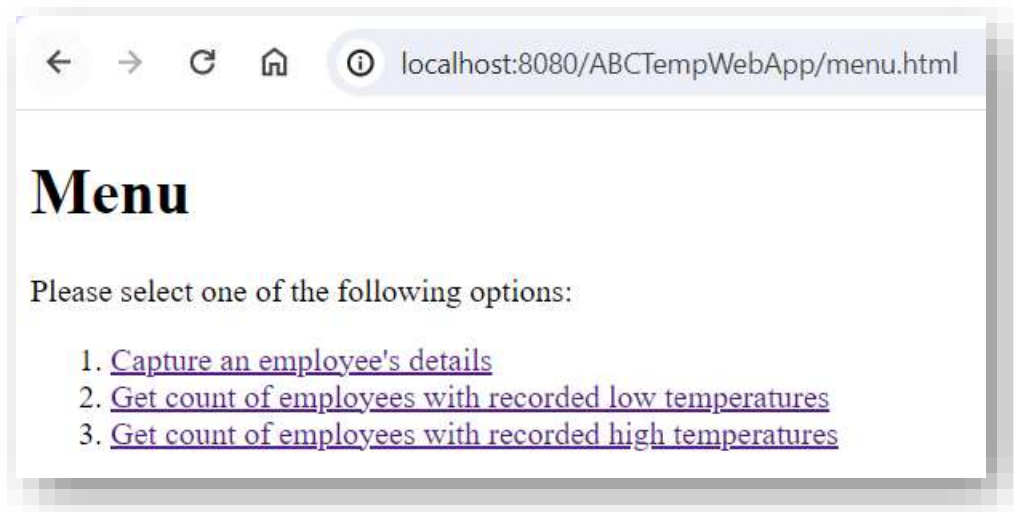 localhost:8080/ABCTempWebApp/menu.html
Menu
Please select one of the following options:
1. Capture an employee's details
2. Get count of employees with recorded low temperatures
3. Get count of employees with recorded high temperatures